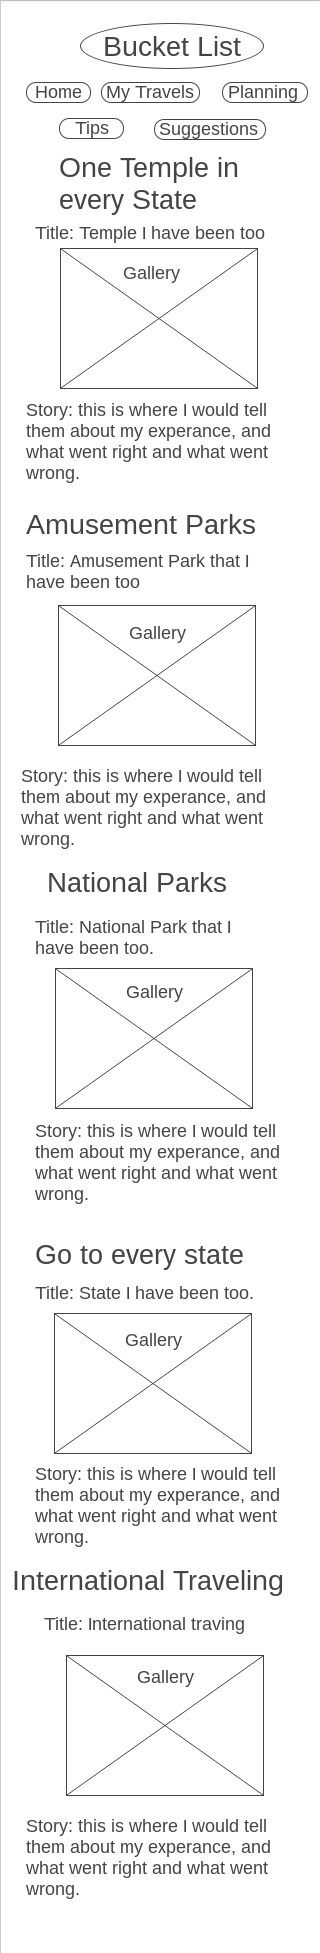 Bucket List
Home My Travels Planning
Tips Suggestions
One Temple in
every State
Title: Temple I have been too
Gallery
Story: this is where I would tell
them about my experance, and
what went right and what went
wrong.
Amusement Parks
Title: Amusement Park that I
have been too
Gallery
Story: this is where I would tell
them about my experance, and
what went right and what went
wrong.
National Parks
Title: National Park that I
have been too.
Gallery
Story: this is where I would tell
them about my experance, and
what went right and what went
wrong.
Go to every state
Title: State I have been too.
Gallery
Story: this is where I would tell
them about my experance, and
what went right and what went
wrong.
International Traveling
Title: International traving
Gallery
Story: this is where I would tell
them about my experance, and
what went right and what went
wrong.